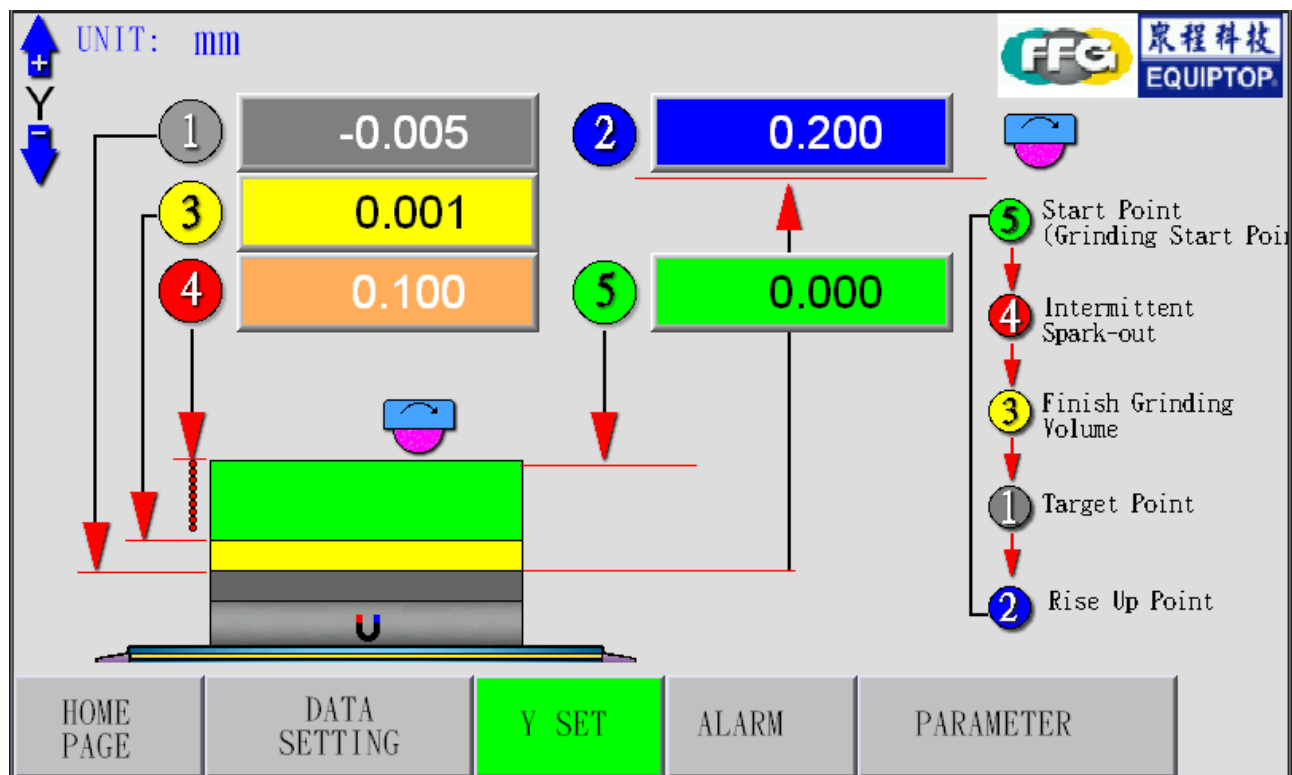 UNIT: mm
FFG
眾程科技
EQUIPTOP®
+
Y
-
1
-0.005
2
0.200
3
0.001
4
0.100
5
0.000
5
Start Point
(Grinding Start Poi
4
Intermittent
Spark-out
3
Finish Grinding
Volume
1
Target Point
2
Rise Up Point
HOME
PAGE
DATA
SETTING
Y SET
ALARM
PARAMETER